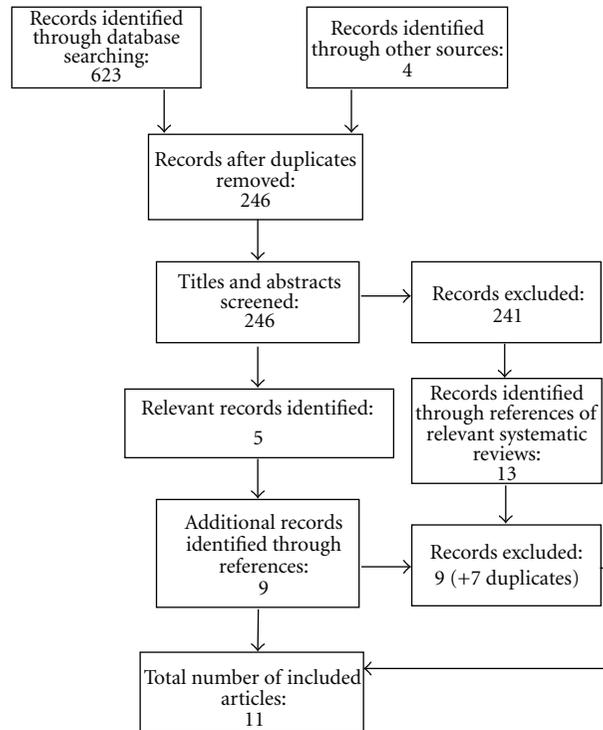 Records identified
through database
searching:
623
Records identified
through other sources:
4
Records after duplicates
removed:
246
Titles and abstracts
screened:
246
Records excluded:
241
Relevant records identified:
5
Records identified
through references of
relevant systematic
reviews:
13
Additional records
identified through
references:
9
Records excluded:
9 (+7 duplicates)
Total number of included
articles:
11